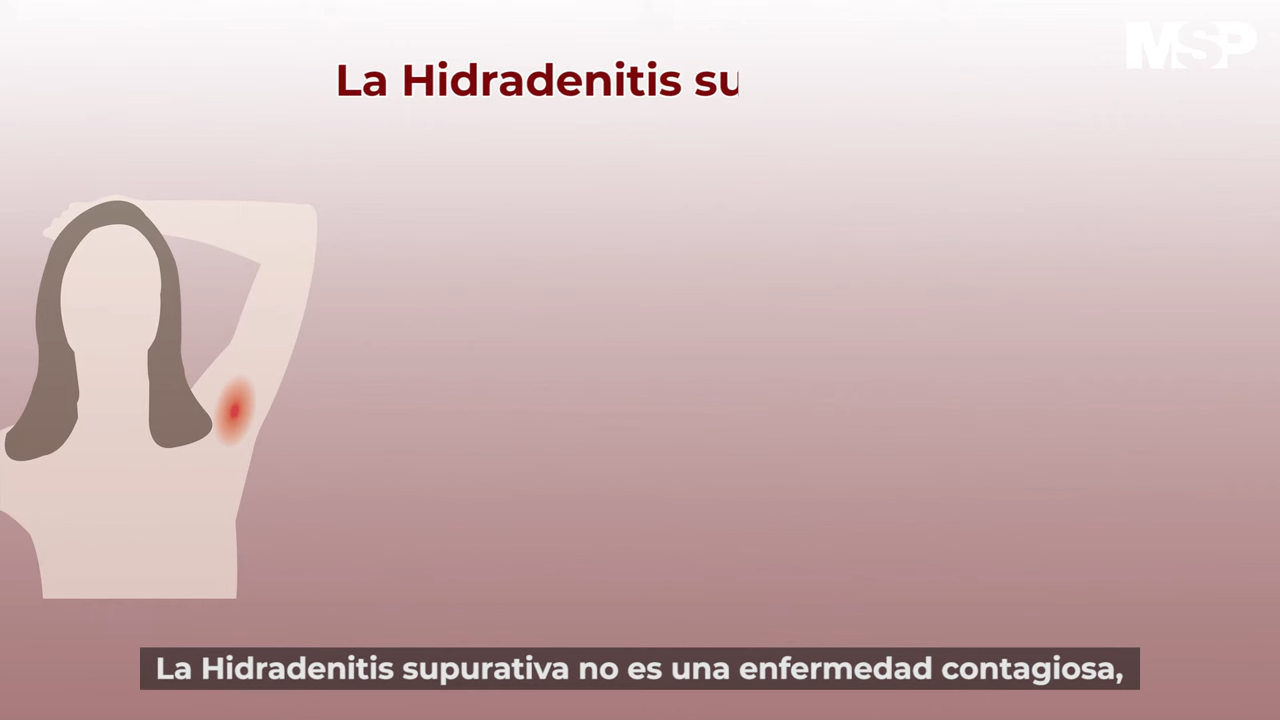 MSP
La Hidradenitis su
La Hidradenitis supurativa no es una enfermedad contagiosa,